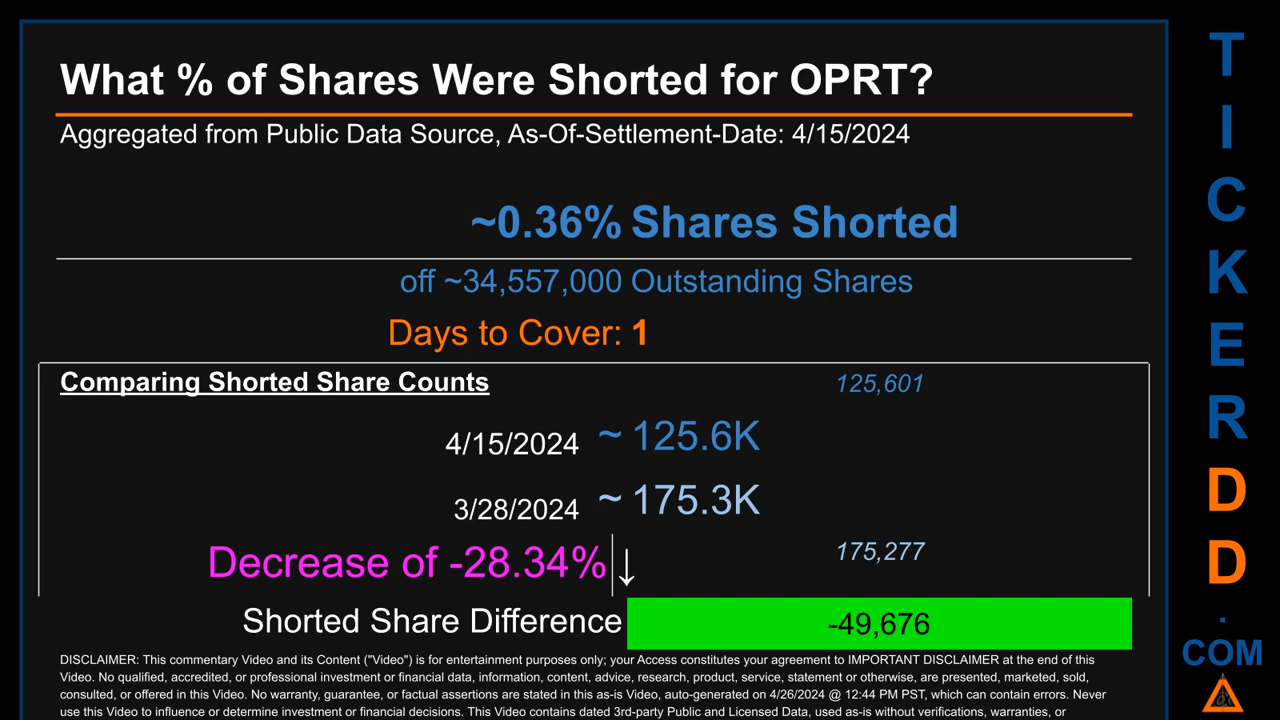 What % of Shares Were Shorted for OPRT?
Aggregated from Public Data Source, As-Of-Settlement-Date: 4/15/2024
~0.36% Shares Shorted
off ~34,557,000 Outstanding Shares
Days to Cover: 1
Comparing Shorted Share Counts 125,601
4/15/2024 ~ 125.6K
3/28/2024 ~ 175.3K
175,277
Decrease of -28.34% ↓
Shorted Share Difference -49,676
DISCLAIMER: This commentary Video and its Content ("Video") is for entertainment purposes only; your Access constitutes your agreement to IMPORTANT DISCLAIMER at the end of this
Video. No qualified, accredited, or professional investment or financial data, information, content, advice, research, product, service, statement or otherwise, are presented, marketed, sold,
consulted, or offered in this Video. No warranty, guarantee, or factual assertions are stated in this as-is Video, auto-generated on 4/26/2024 @ 12:44 PM PST, which can contain errors. Never
use this Video to influence or determine investment or financial decisions. This Video contains dated 3rd-party Public and Licensed Data, used as-is without verifications, warranties, or
T
I
C
K
E
R
D
D
.
COM